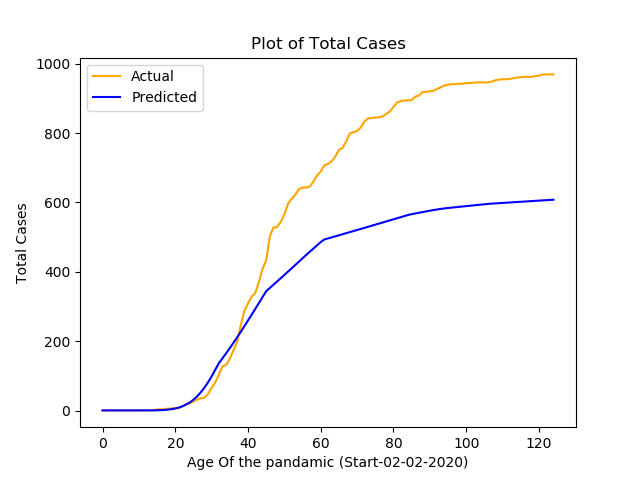 Plot of Total Cases
Actual
Predicted
1000
800
600
400
200
0
Total Cases
0 20 40 60 80 100 120
Age Of the pandamic (Start-02-02-2020)